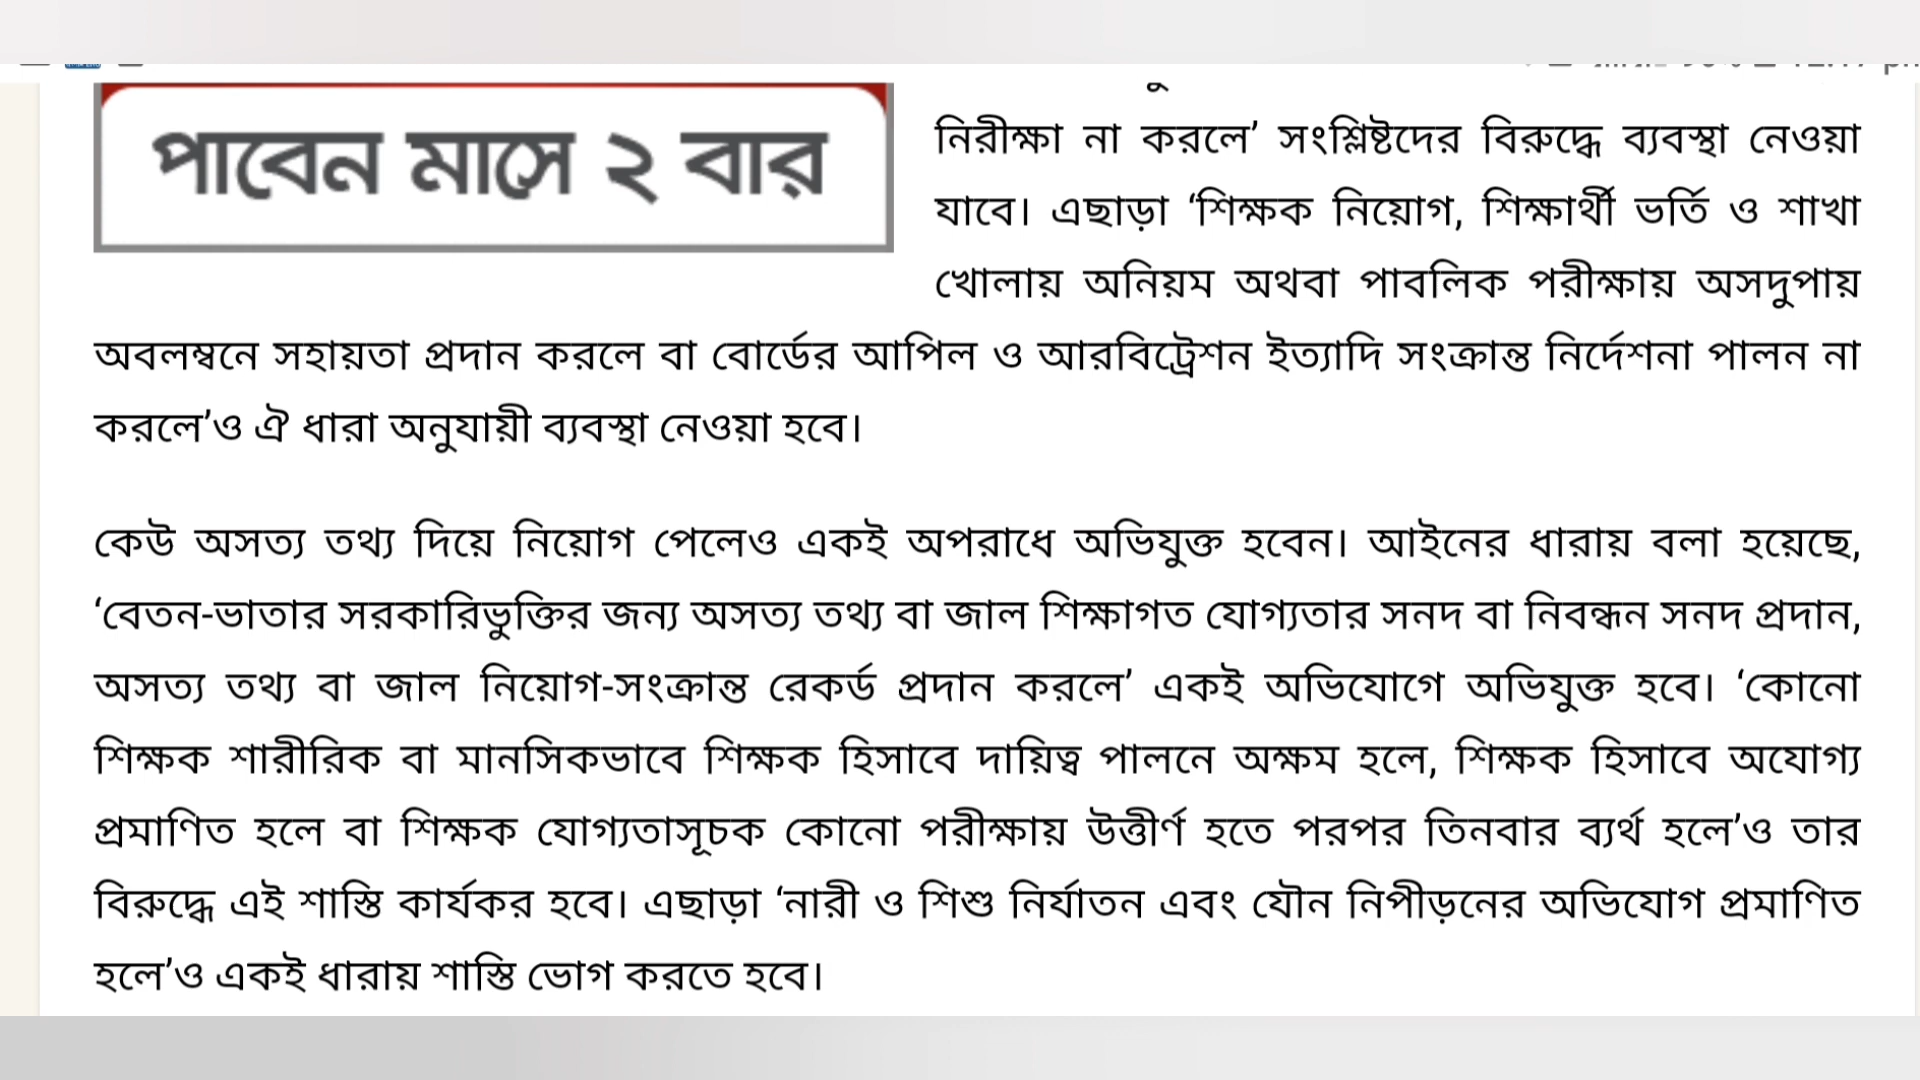 পাবেন মাসে ২ বার
নিরীক্ষা না করলে’ সংশ্লিষ্টদের বিরুদ্ধে ব্যবস্থা নেওয়া
যাবে। এছাড়া ‘শিক্ষক নিয়োগ, শিক্ষার্থী ভর্তি ও শাখা
খোলায় অনিয়ম অথবা পাবলিক পরীক্ষায় অসদুপায়
অবলম্বনে সহায়তা প্রদান করলে বা বোর্ডের আপিল ও আরবিট্রেশন ইত্যাদি সংক্রান্ত নির্দেশনা পালন না
করলে’ও ঐ ধারা অনুযায়ী ব্যবস্থা নেওয়া হবে।
কেউ অসত্য তথ্য দিয়ে নিয়োগ পেলেও একই অপরাধে অভিযুক্ত হবেন। আইনের ধারায় বলা হয়েছে,
‘বেতন-ভাতার সরকারিভুক্তির জন্য অসত্য তথ্য বা জাল শিক্ষাগত যোগ্যতার সনদ বা নিবন্ধন সনদ প্রদান,
অসত্য তথ্য বা জাল নিয়োগ-সংক্রান্ত রেকর্ড প্রদান করলে’ একই অভিযোগে অভিযুক্ত হবে। ‘কোনো
শিক্ষক শারীরিক বা মানসিকভাবে শিক্ষক হিসাবে দায়িত্ব পালনে অক্ষম হলে, শিক্ষক হিসাবে অযোগ্য
প্রমাণিত হলে বা শিক্ষক যোগ্যতাসূচক কোনো পরীক্ষায় উত্তীর্ণ হতে পরপর তিনবার ব্যর্থ হলে’ও তার
বিরুদ্ধে এই শাস্তি কার্যকর হবে। এছাড়া ‘নারী ও শিশু নির্যাতন এবং যৌন নিপীড়নের অভিযোগ প্রমাণিত
হলে’ও একই ধারায় শাস্তি ভোগ করতে হবে।